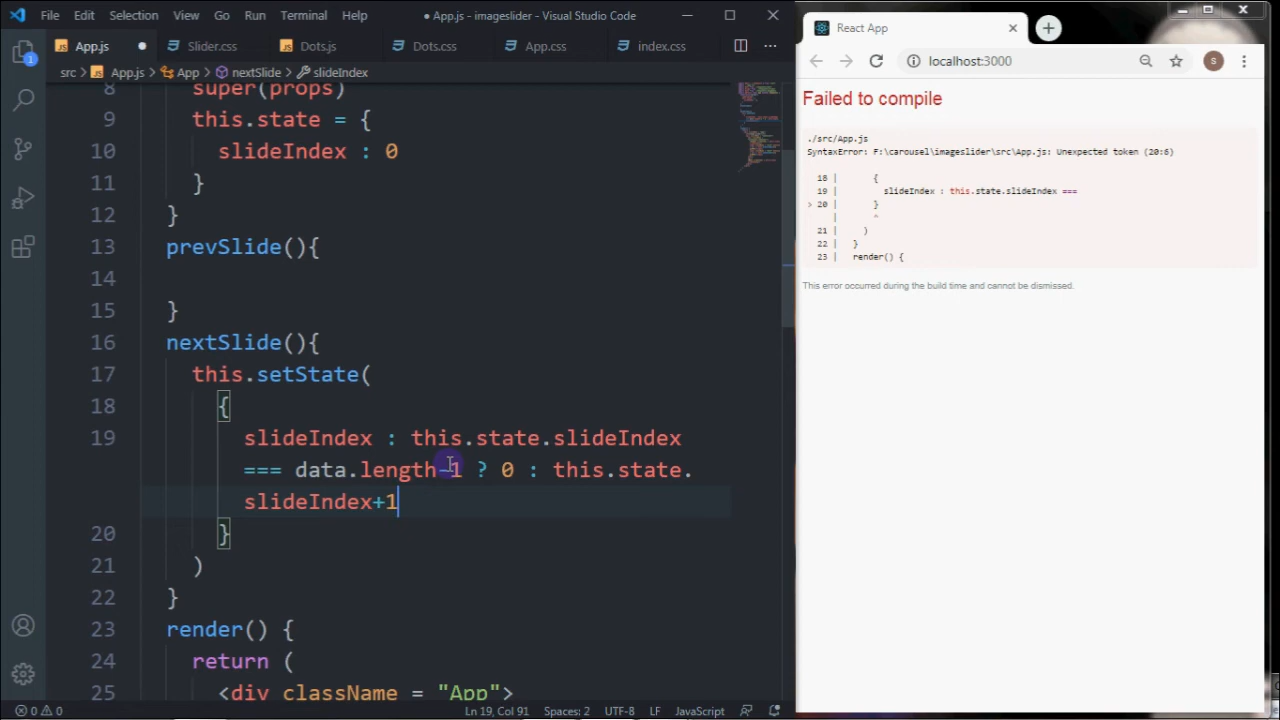 File Edit Selection View Go Run Terminal Help ● App.js - imageslider - Visual Studio Code
App.js Slider.css Dots.js Dots.css App.css index.css
src > App.js > App > nextSlide > slideIndex
8 super(props)
9 this.state = {
10 slideIndex : 0
11 }
12 }
13 prevSlide(){
14
15 }
16 nextSlide(){
17 this.setState(
18 {
19 slideIndex : this.state.slideIndex
=== data.length-1 ? 0 : this.state.
slideIndex+1
20 }
21 )
22 }
23 render() {
24 return (
25 <div className = "App">
1
0 0 Ln 19, Col 91 Spaces: 2 UTF-8 LF JavaScript
React App
localhost:3000
S
Failed to compile
./src/App.js
SyntaxError: F:\carousel\imageslider\src\App.js: Unexpected token (20:6)
18 | {
19 | slideIndex : this.state.slideIndex ===
> 20 | }
| ^
21 | )
22 | }
23 | render() {
This error occurred during the build time and cannot be dismissed.